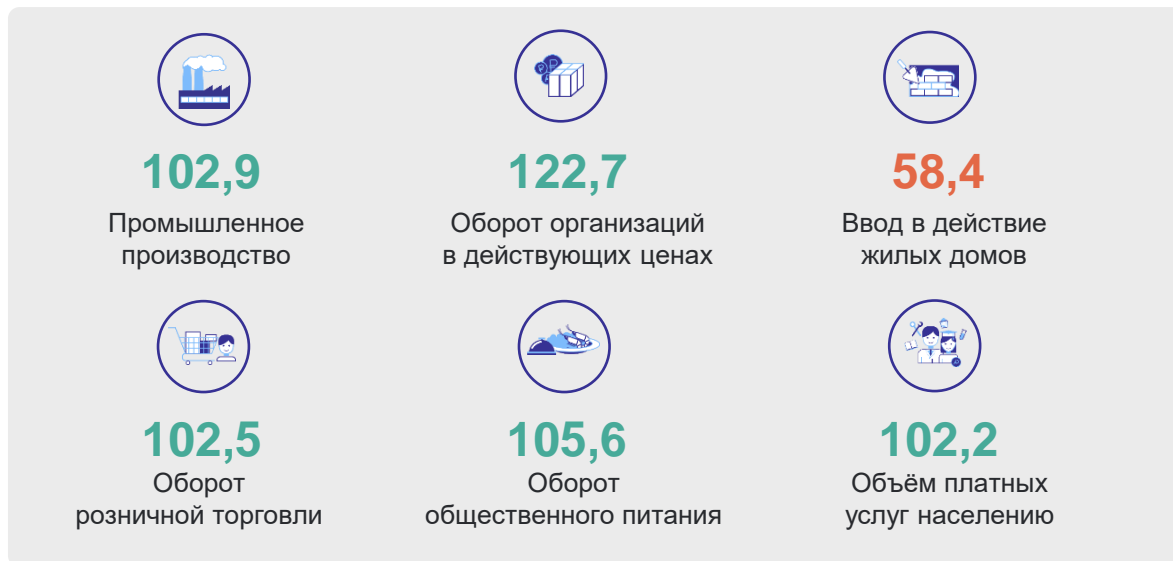 102,9
Промышленное
производство
122,7
Оборот организаций
в действующих ценах
58,4
Ввод в действие
жилых домов
102,5
Оборот
розничной торговли
105,6
Оборот
общественного питания
102,2
Объём платных
услуг населению